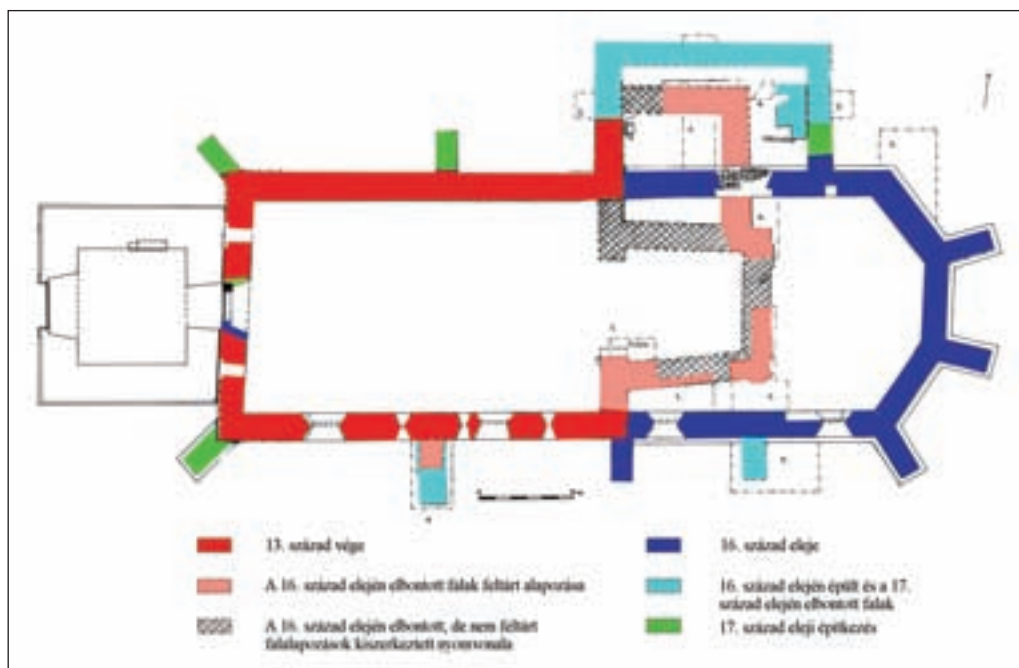 13. század vége
A 16. század elején elbontott falak feltárt alapozása
A 16. század elején elbontott, de nem feltárt
falalapozások kiszerkesztett nyomvonala
16. század eleje
16. század elején épült és a 17.
század elején elbontott falak
17. század eleji építkezés